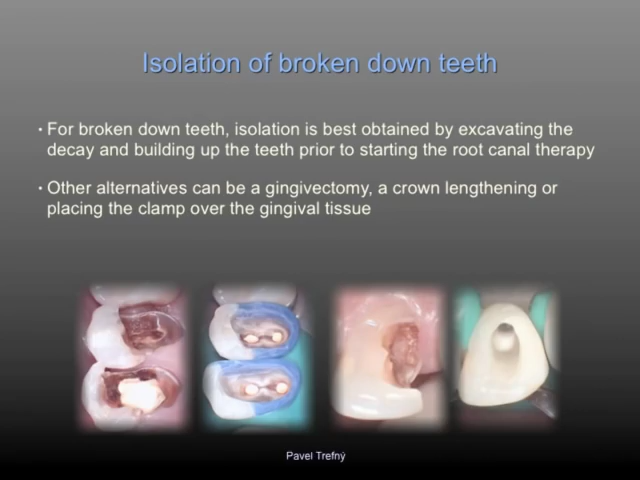 Isolation of broken down teeth
• For broken down teeth, isolation is best obtained by excavating the
decay and building up the teeth prior to starting the root canal therapy
• Other alternatives can be a gingivectomy, a crown lengthening or
placing the clamp over the gingival tissue
Pavel Trefný